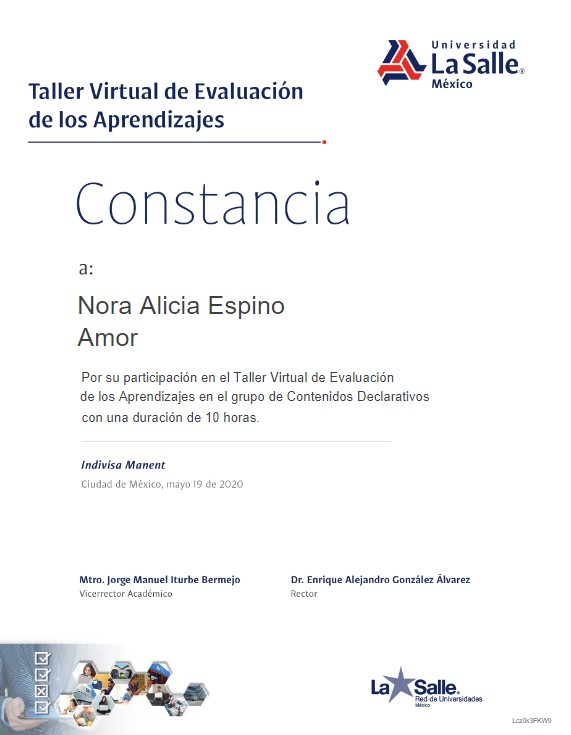 Universidad
La Salle®
México
Taller Virtual de Evaluación
de los Aprendizajes
Constancia
a:
Nora Alicia Espino
Amor
Por su participación en el Taller Virtual de Evaluación
de los Aprendizajes en el grupo de Contenidos Declarativos
con una duración de 10 horas.
Indivisa Manent
Ciudad de México, mayo 19 de 2020
Mtro. Jorge Manuel Iturbe Bermejo
Vicerrector Académico
Dr. Enrique Alejandro González Álvarez
Rector
La Salle.
Red de Universidades
México
Lcz0k3FKW9